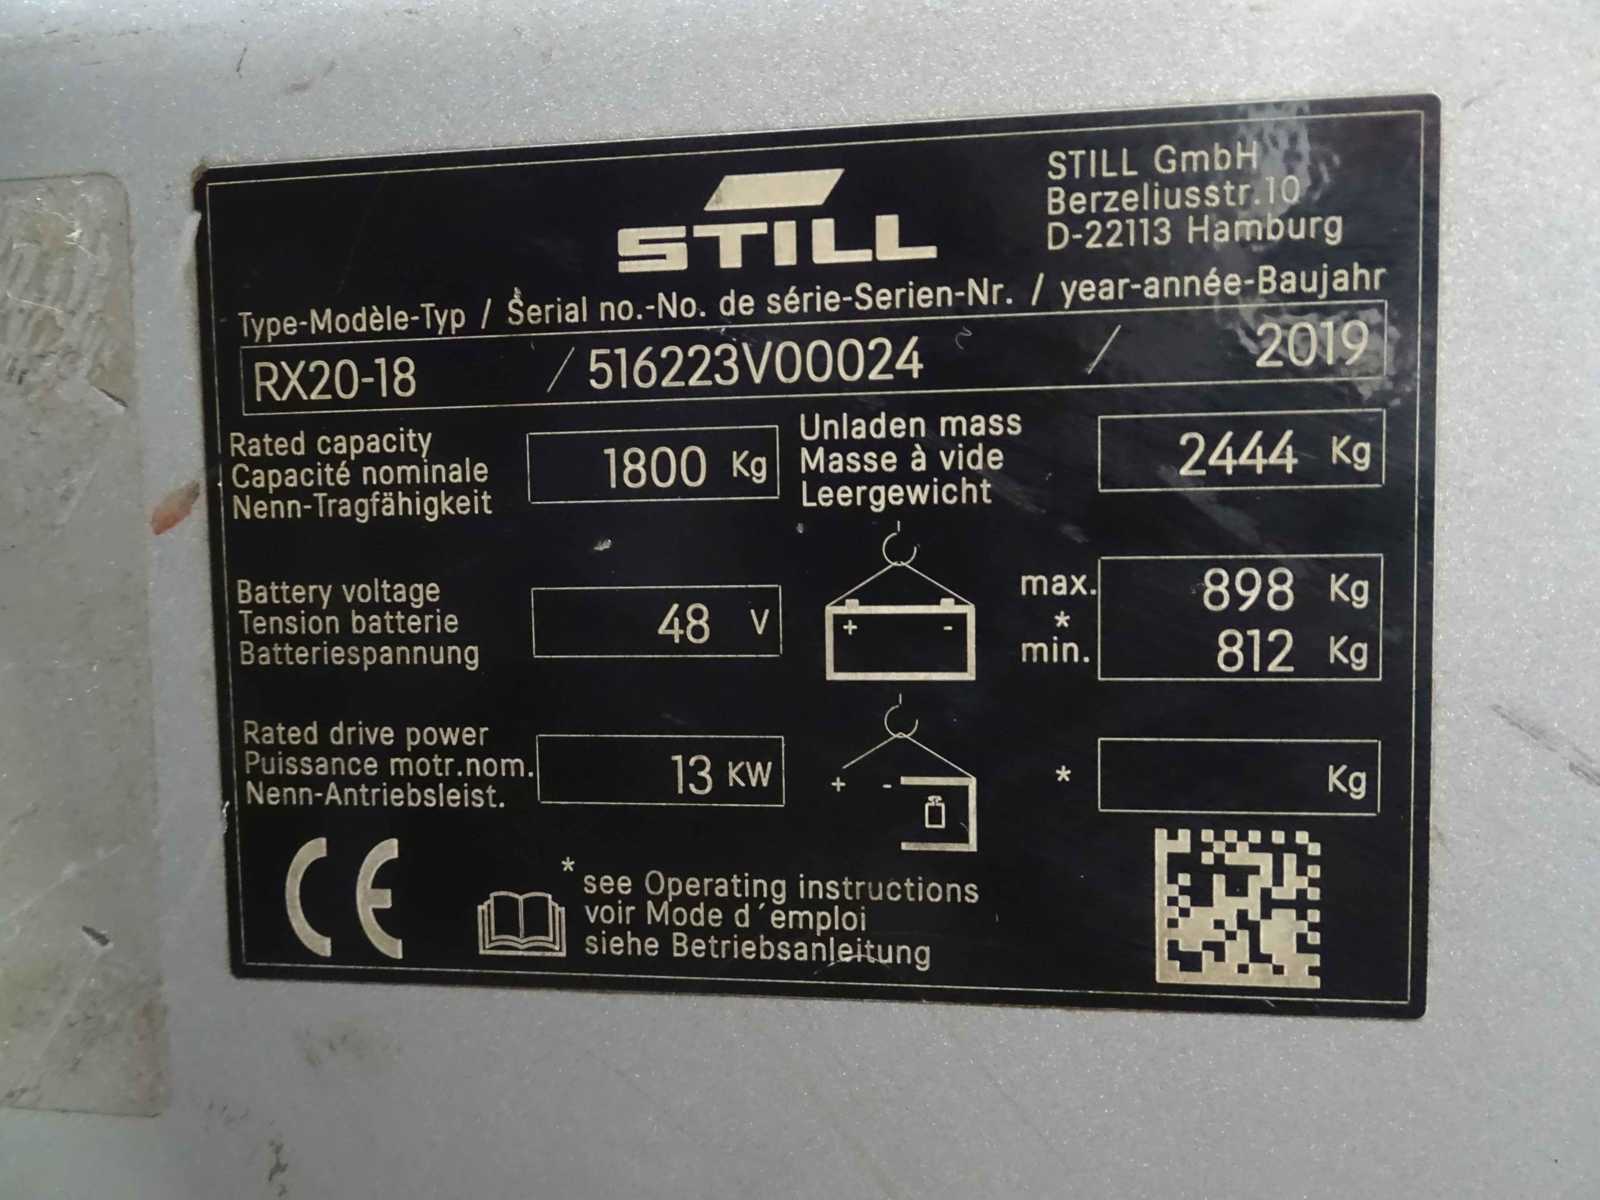 STILL
STILL GmbH
Berzeliusstr.10
D-22113 Hamburg
Type-Modèle-Typ / Serial no.-No. de série-Serien-Nr. / year-année-Baujahr
RX20-18 / 516223V00024 / 2019
Rated capacity
Capacité nominale
Nenn-Tragfähigkeit
1800 Kg
Unladen mass
Masse à vide
Leergewicht
2444 Kg
Battery voltage
Tension batterie
Batteriespannung
48 V
+ -
max. 898 Kg
*
min. 812 Kg
Rated drive power
Puissance motr.nom.
Nenn-Antriebsleist.
13 KW
+ -
* Kg
CE
* see Operating instructions
voir Mode d´emploi
siehe Betriebsanleitung